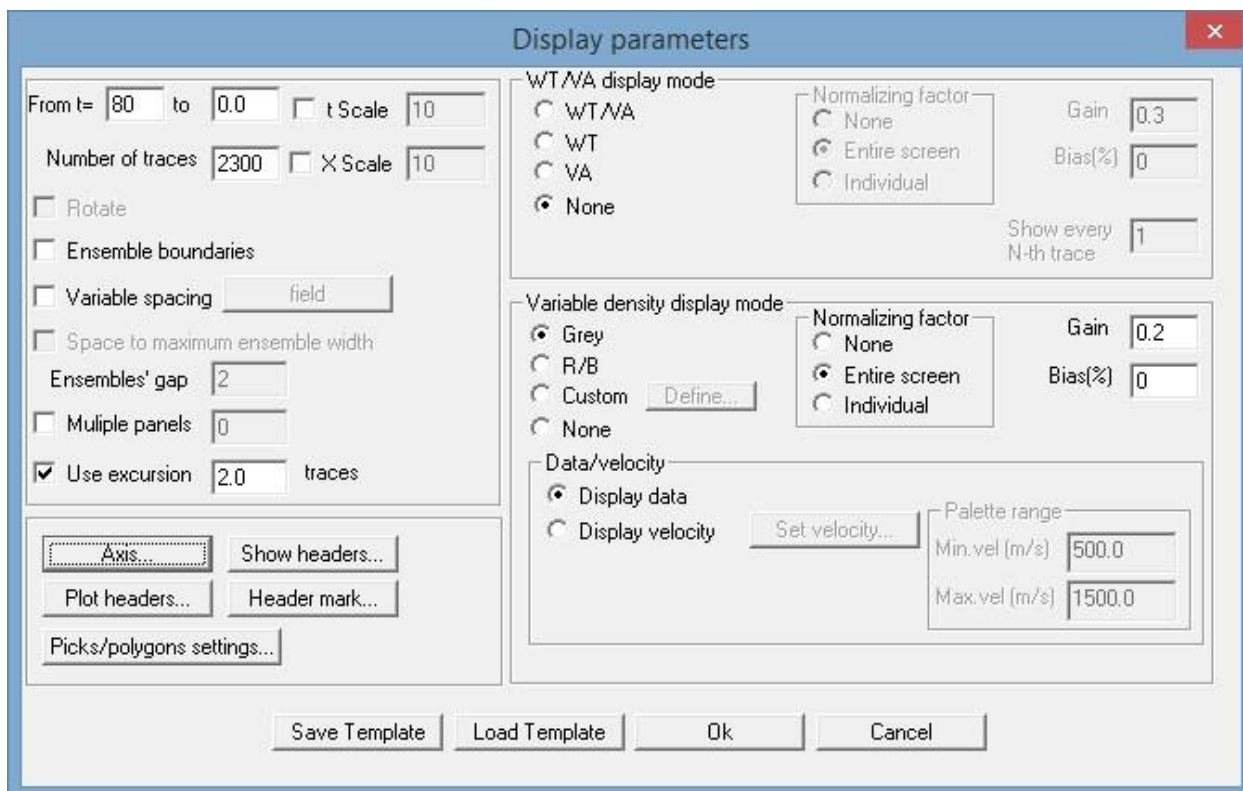 Display parameters
x
From t= 80 to 0.0 t Scale 10
Number of traces 2300 X Scale 10
Rotate
Ensemble boundaries
Variable spacing field
Space to maximum ensemble width
Ensembles' gap 2
Muliple panels 0
Use excursion 2.0 traces
Axis... Show headers...
Plot headers... Header mark...
Picks/polygons settings...
WT/VA display mode
WT/VA
WT
VA
None
Normalizing factor
None
Entire screen
Individual
Gain 0.3
Bias(%) 0
Show every
N-th trace 1
Variable density display mode
Grey
R/B
Custom Define...
None
Normalizing factor
None
Entire screen
Individual
Gain 0.2
Bias(%) 0
Data/velocity
Display data
Display velocity Set velocity...
Palette range
Min.vel (m/s) 500.0
Max.vel (m/s) 1500.0
Save Template Load Template Ok Cancel